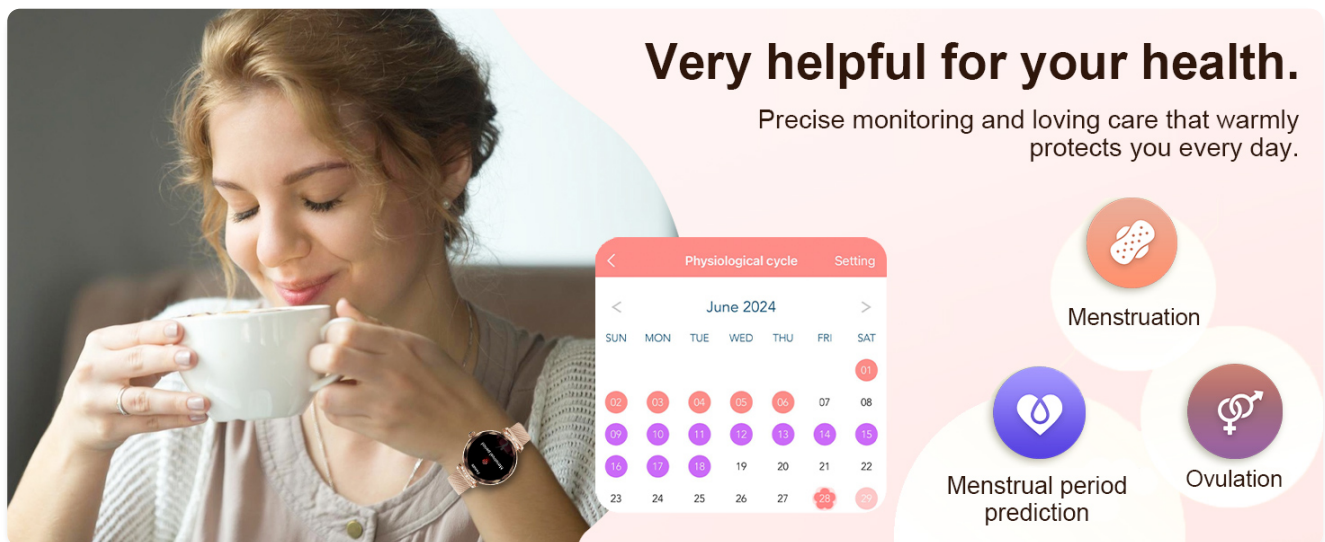 Very helpful for your health.
Precise monitoring and loving care that warmly
protects you every day.
Physiological cycle Setting
June 2024
SUN MON TUE WED THU FRI SAT
01
02 03 04 05 06 07 08
09 10 11 12 13 14 15
16 17 18 19 20 21 22
23 24 25 26 27 28 29
Menstruation
Menstrual period
prediction
Ovulation